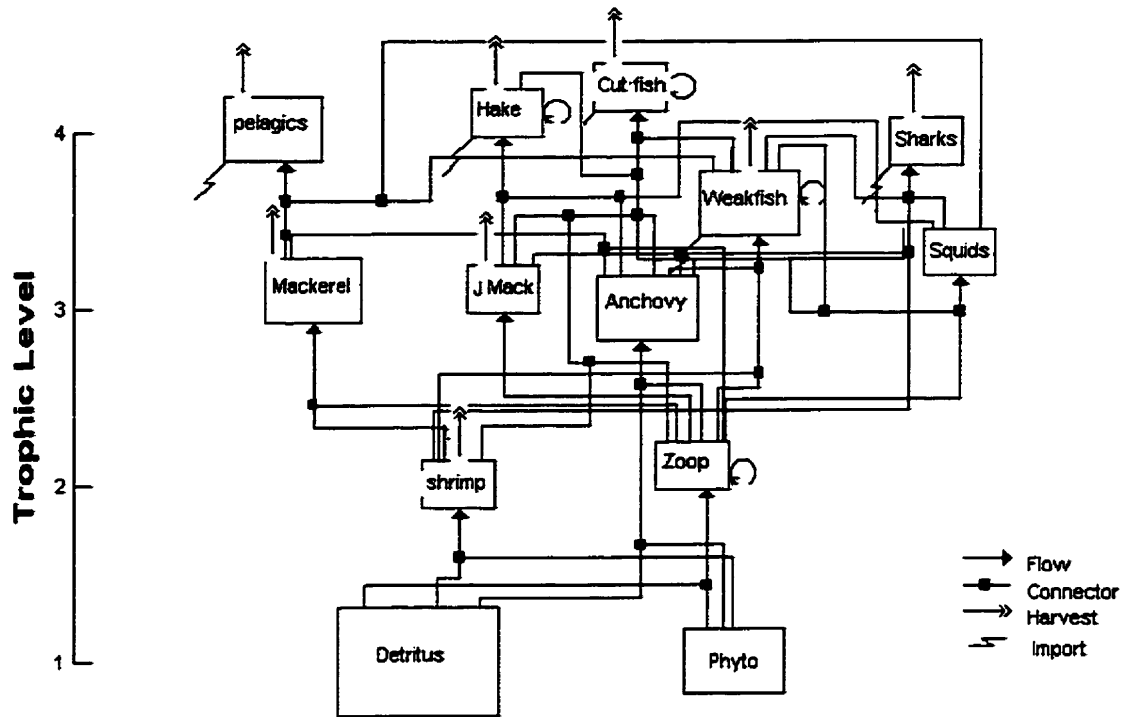 Cut-fish
Hake
pelagics
Sharks
4
Weakfish
Squids
Mackerel
J Mack
Anchovy
3
Trophic Level
Zoop
shrimp
2
Flow
Connector
Harvest
Import
Detritus
Phyto
1